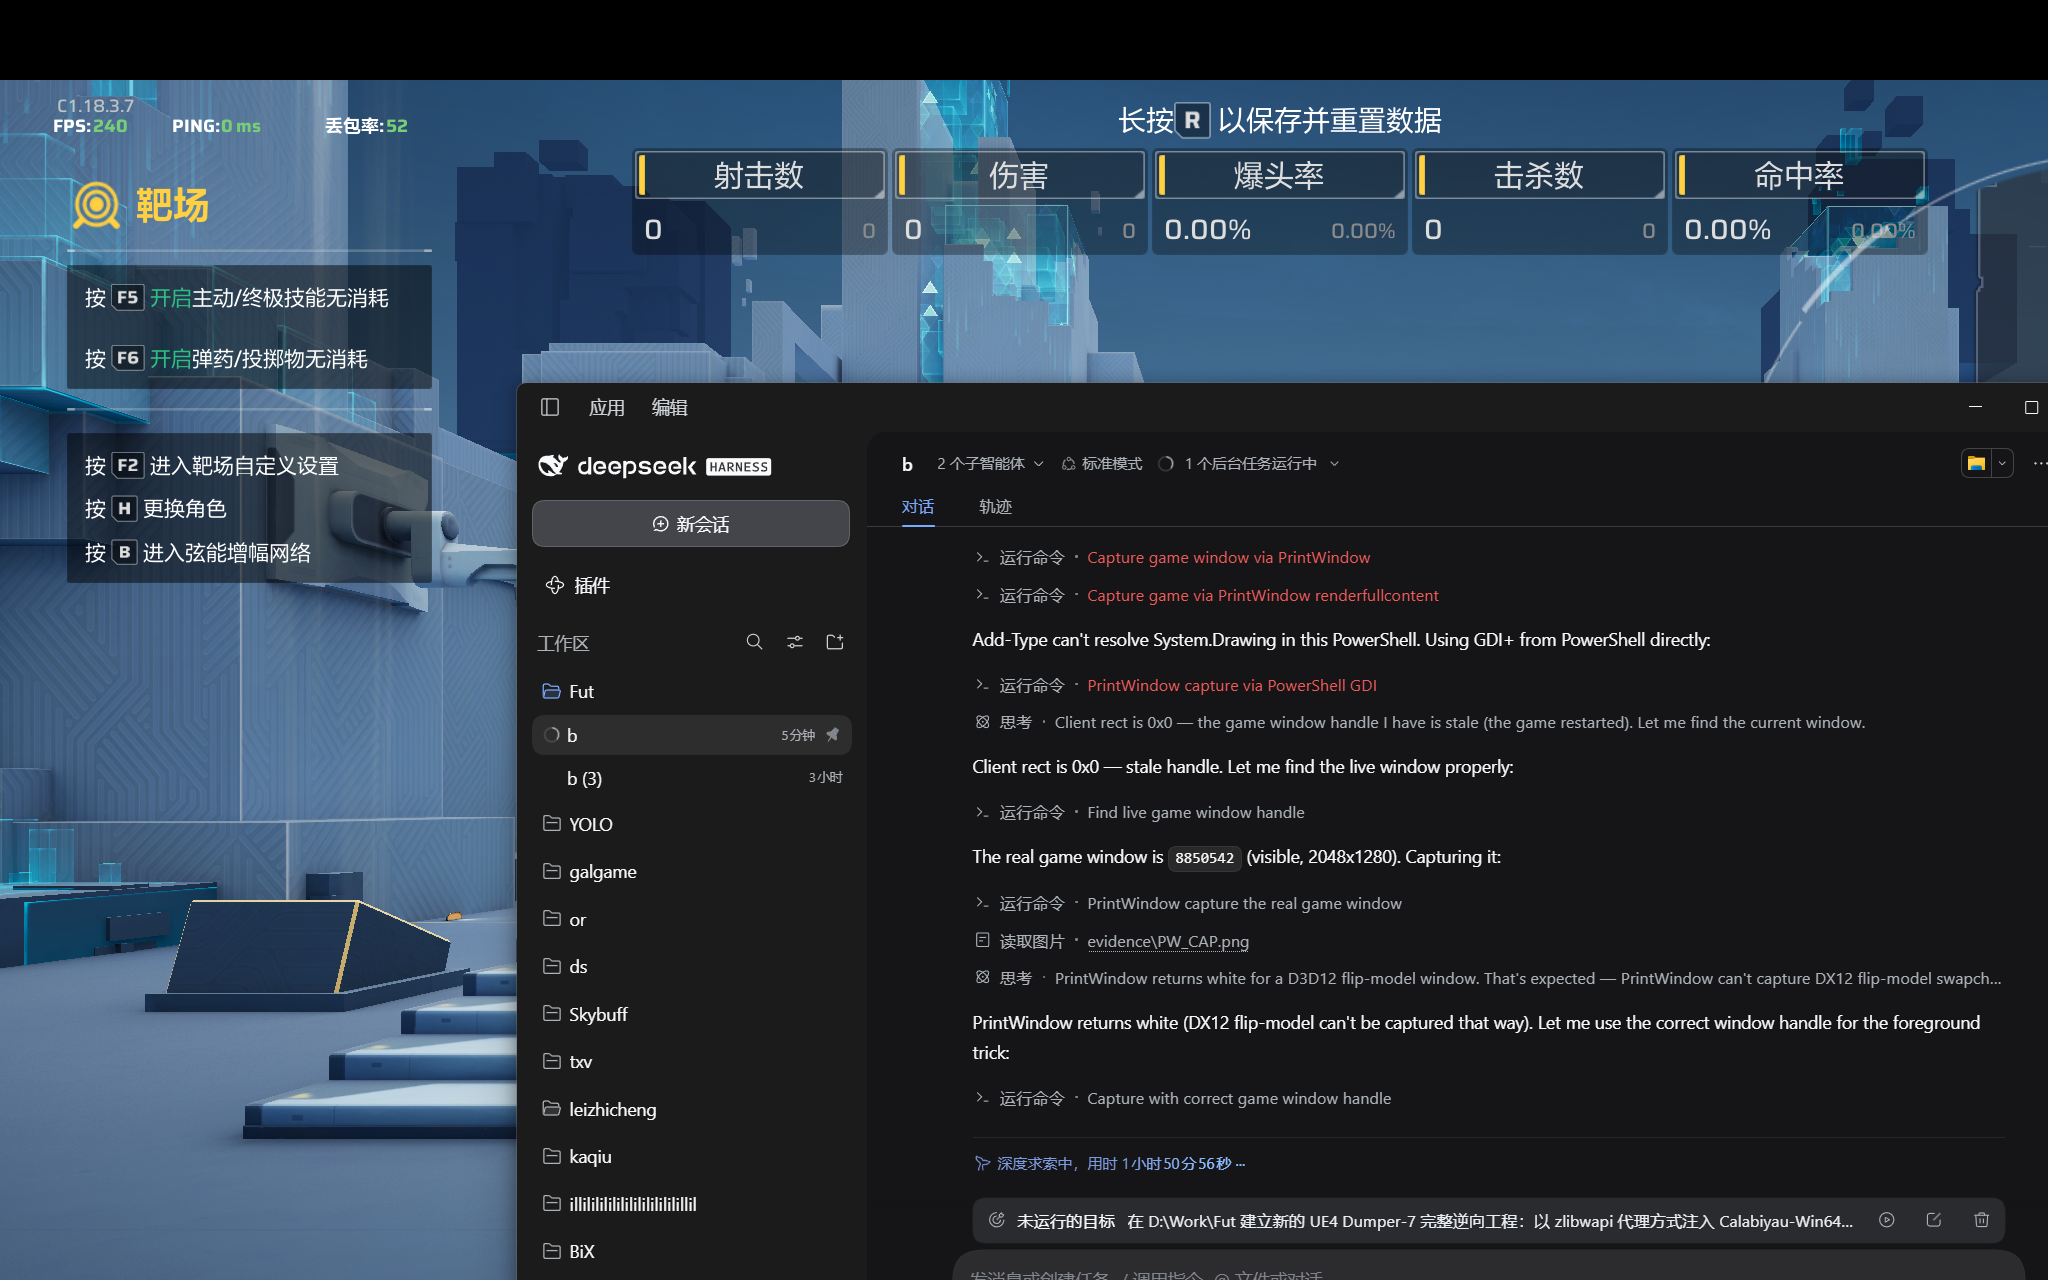 C1.18.3.7
FPS:240 PING:0 ms 丢包率:52
靶场
按 F5 开启主动/终极技能无消耗
按 F6 开启弹药/投掷物无消耗
按 F2 进入靶场自定义设置
按 H 更换角色
按 B 进入弦能增幅网络
长按 R 以保存并重置数据
射击数 伤害 爆头率 击杀数 命中率
0 0 0 0 0.00% 0.00% 0 0 0.00% 0.00%
应用 编辑
deepseek HARNESS
新会话
插件
工作区
Fut
b 5分钟
b (3) 3小时
YOLO
galgame
or
ds
Skybuff
txv
leizhicheng
kaqiu
BiX
b 2 个子智能体 标准模式 1 个后台任务运行中
对话 轨迹
运行命令 · Capture game window via PrintWindow
运行命令 · Capture game via PrintWindow renderfullcontent
Add-Type can't resolve System.Drawing in this PowerShell. Using GDI+ from PowerShell directly:
运行命令 · PrintWindow capture via PowerShell GDI
思考 · Client rect is 0x0 — the game window handle I have is stale (the game restarted). Let me find the current window.
Client rect is 0x0 — stale handle. Let me find the live window properly:
运行命令 · Find live game window handle
The real game window is 8850542 (visible, 2048x1280). Capturing it:
运行命令 · PrintWindow capture the real game window
读取图片 · evidence\PW_CAP.png
思考 · PrintWindow returns white for a D3D12 flip-model window. That's expected — PrintWindow can't capture DX12 flip-model swapch...
PrintWindow returns white (DX12 flip-model can't be captured that way). Let me use the correct window handle for the foreground
trick:
运行命令 · Capture with correct game window handle
深度求索中，用时 1小时50分56秒 ···
未运行的目标 在 D:\Work\Fut 建立新的 UE4 Dumper-7 完整逆向工程：以 zlibwapi 代理方式注入 Calabiyau-Win64...